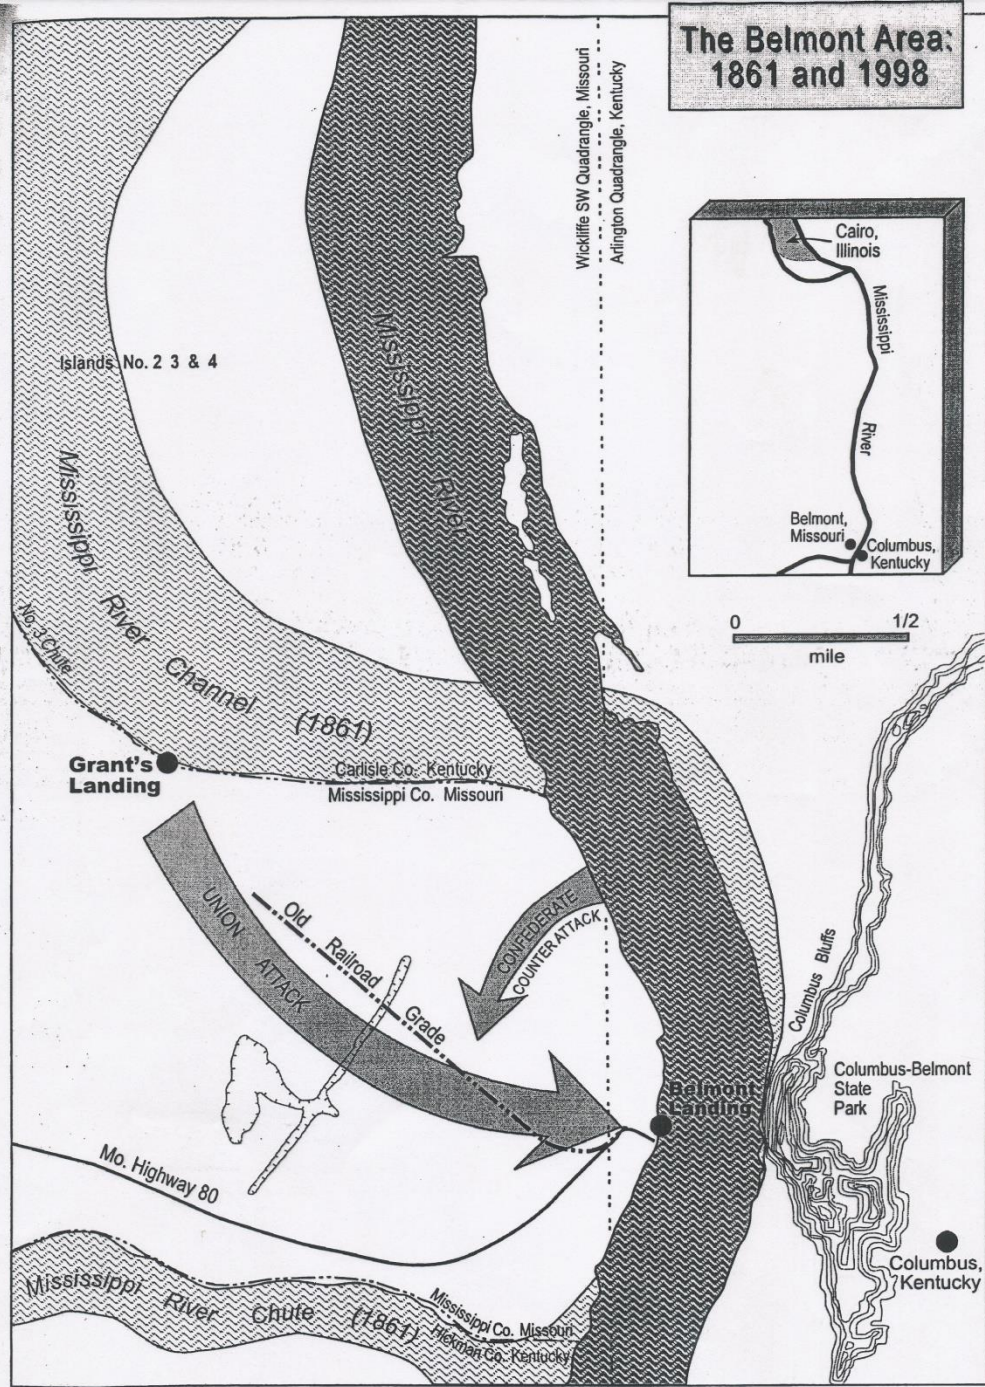 The Belmont Area:
1861 and 1998
Wickliffe SW Quadrangle, Missouri
Arlington Quadrangle, Kentucky
Cairo,
Illinois
Mississippi
River
Belmont,
Missouri
Columbus,
Kentucky
0 1/2
mile
Mississippi
River
Islands No. 2 3 & 4
Mississippi
River
Channel
(1861)
No. 3 Chute
Grant's
Landing
Carlisle Co. Kentucky
Mississippi Co. Missouri
UNION
ATTACK
Old
Railroad
Grade
CONFEDERATE
COUNTER ATTACK
Columbus Bluffs
Columbus-Belmont
State
Park
Belmont
Landing
Mo. Highway 80
Columbus,
Kentucky
Mississippi
River
Chute
(1861)
Mississippi Co. Missouri
Hickman Co. Kentucky